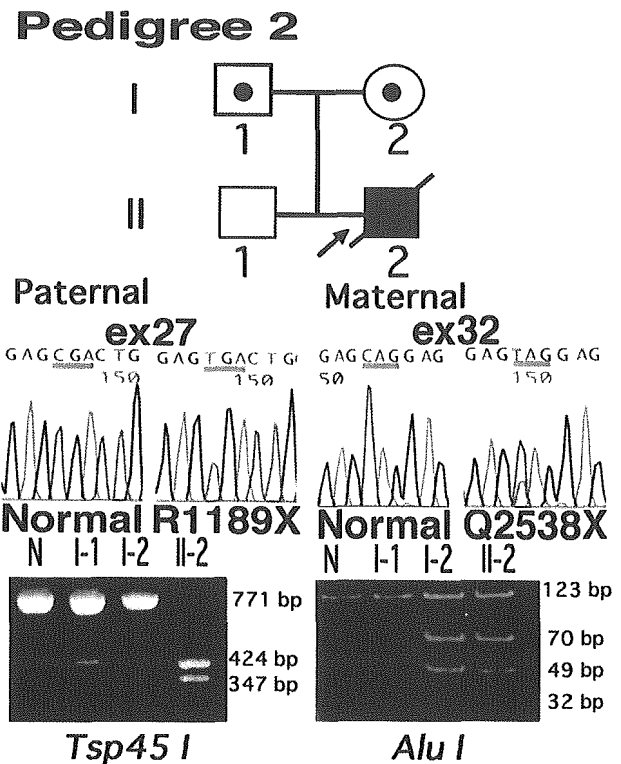 Pedigree 2
I
1 2
II
1 2
Paternal Maternal
ex27 ex32
GAGCGACTG GAGTGACTG GAGCAGGAG GAGTAGGAG
150 150 50 150
Normal R1189X Normal Q2538X
N I-1 I-2 II-2 N I-1 I-2 II-2
771 bp 123 bp
424 bp 70 bp
347 bp 49 bp
32 bp
Tsp45 I Alu I